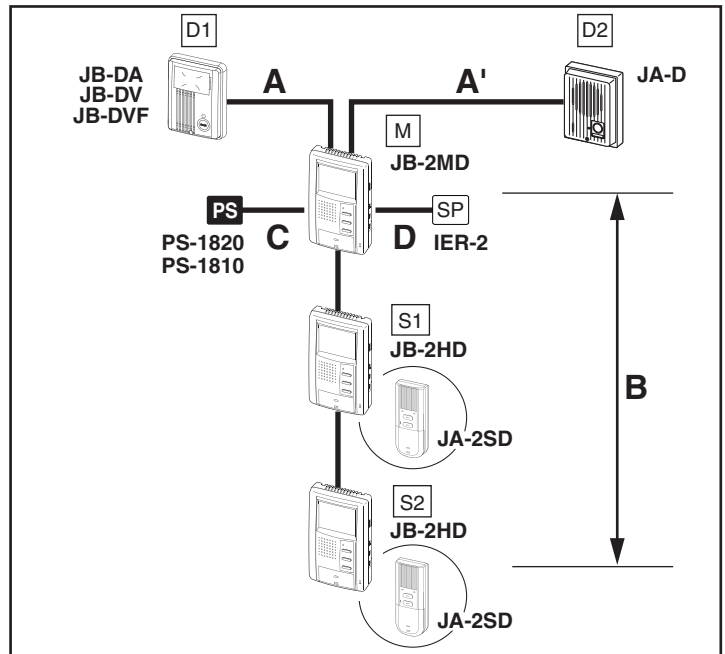 D1
D2
JB-DA
JB-DV
JB-DVF
A
A'
JA-D
M
JB-2MD
PS
C
D
SP
PS-1820
PS-1810
IER-2
S1
JB-2HD
B
JA-2SD
S2
JB-2HD
JA-2SD